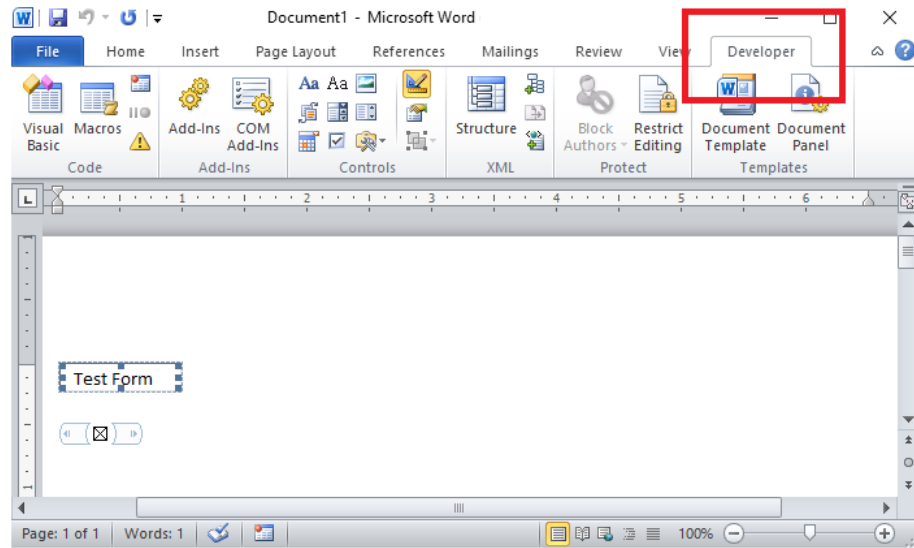 Document1 - Microsoft Word
File Home Insert Page Layout References Mailings Review View Developer
Aa Aa
Visual Basic Macros Add-Ins COM Add-Ins Structure Block Authors Restrict Editing Document Template Document Panel
Code Add-Ins Controls XML Protect Templates
L 1 2 3 4 5 6
Test Form
1
Page: 1 of 1 Words: 1 100%